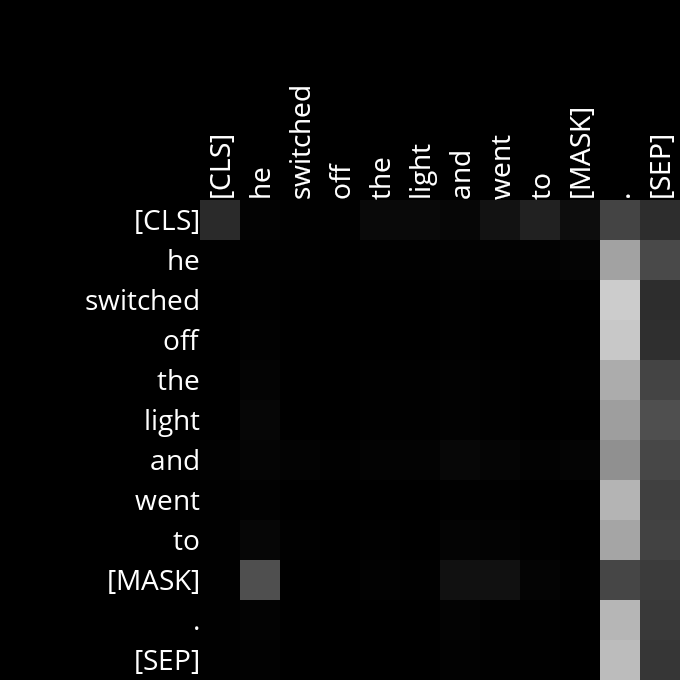 [CLS] he switched off the light and went to [MASK] . [SEP]
[CLS]
he
switched
off
the
light
and
went
to
[MASK]
.
[SEP]